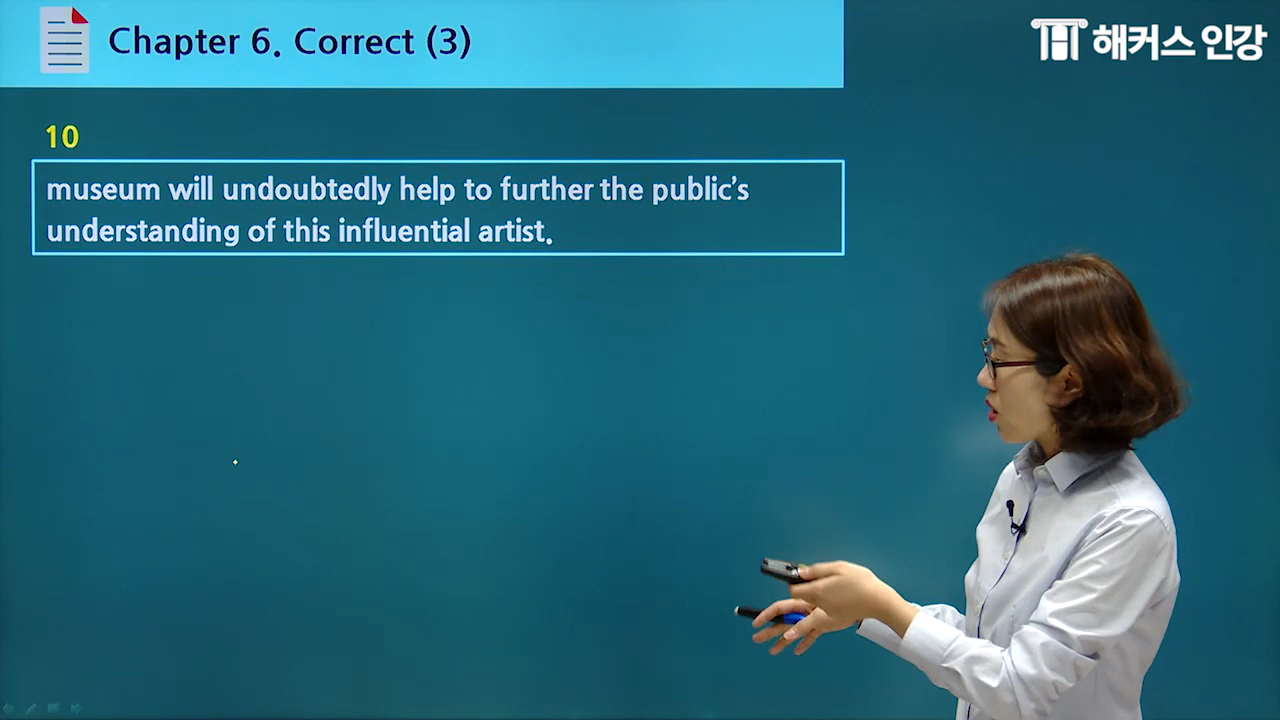 Chapter 6. Correct (3)
해커스 인강
10
museum will undoubtedly help to further the public’s
understanding of this influential artist.